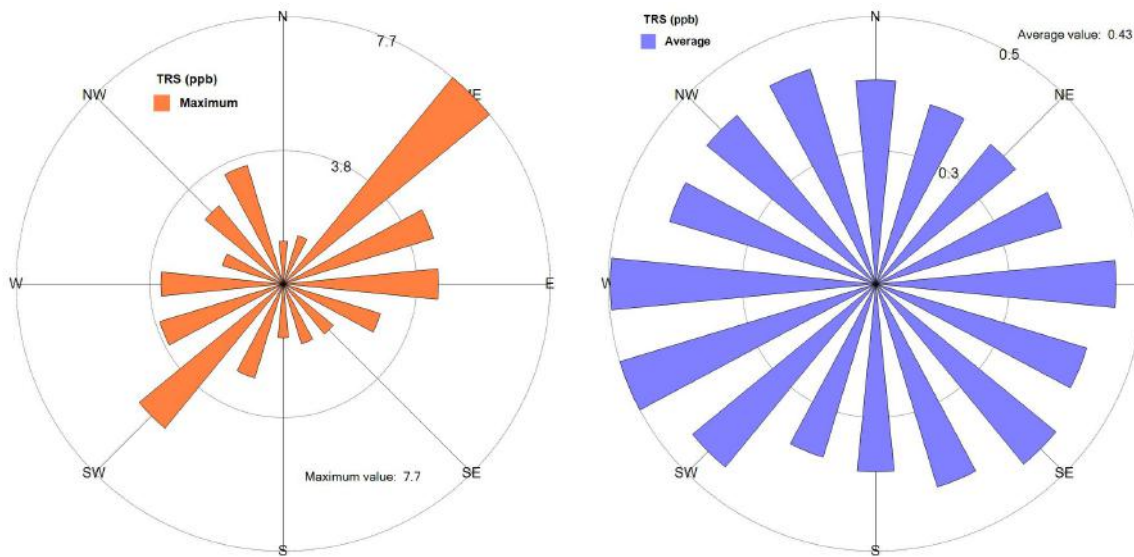 N
7.7
TRS (ppb)
Maximum
NW
3.8
W
E
SW
SE
Maximum value: 7.7
S
TRS (ppb)
Average
N
Average value: 0.43
0.5
NW
NE
0.3
SW
SE
S